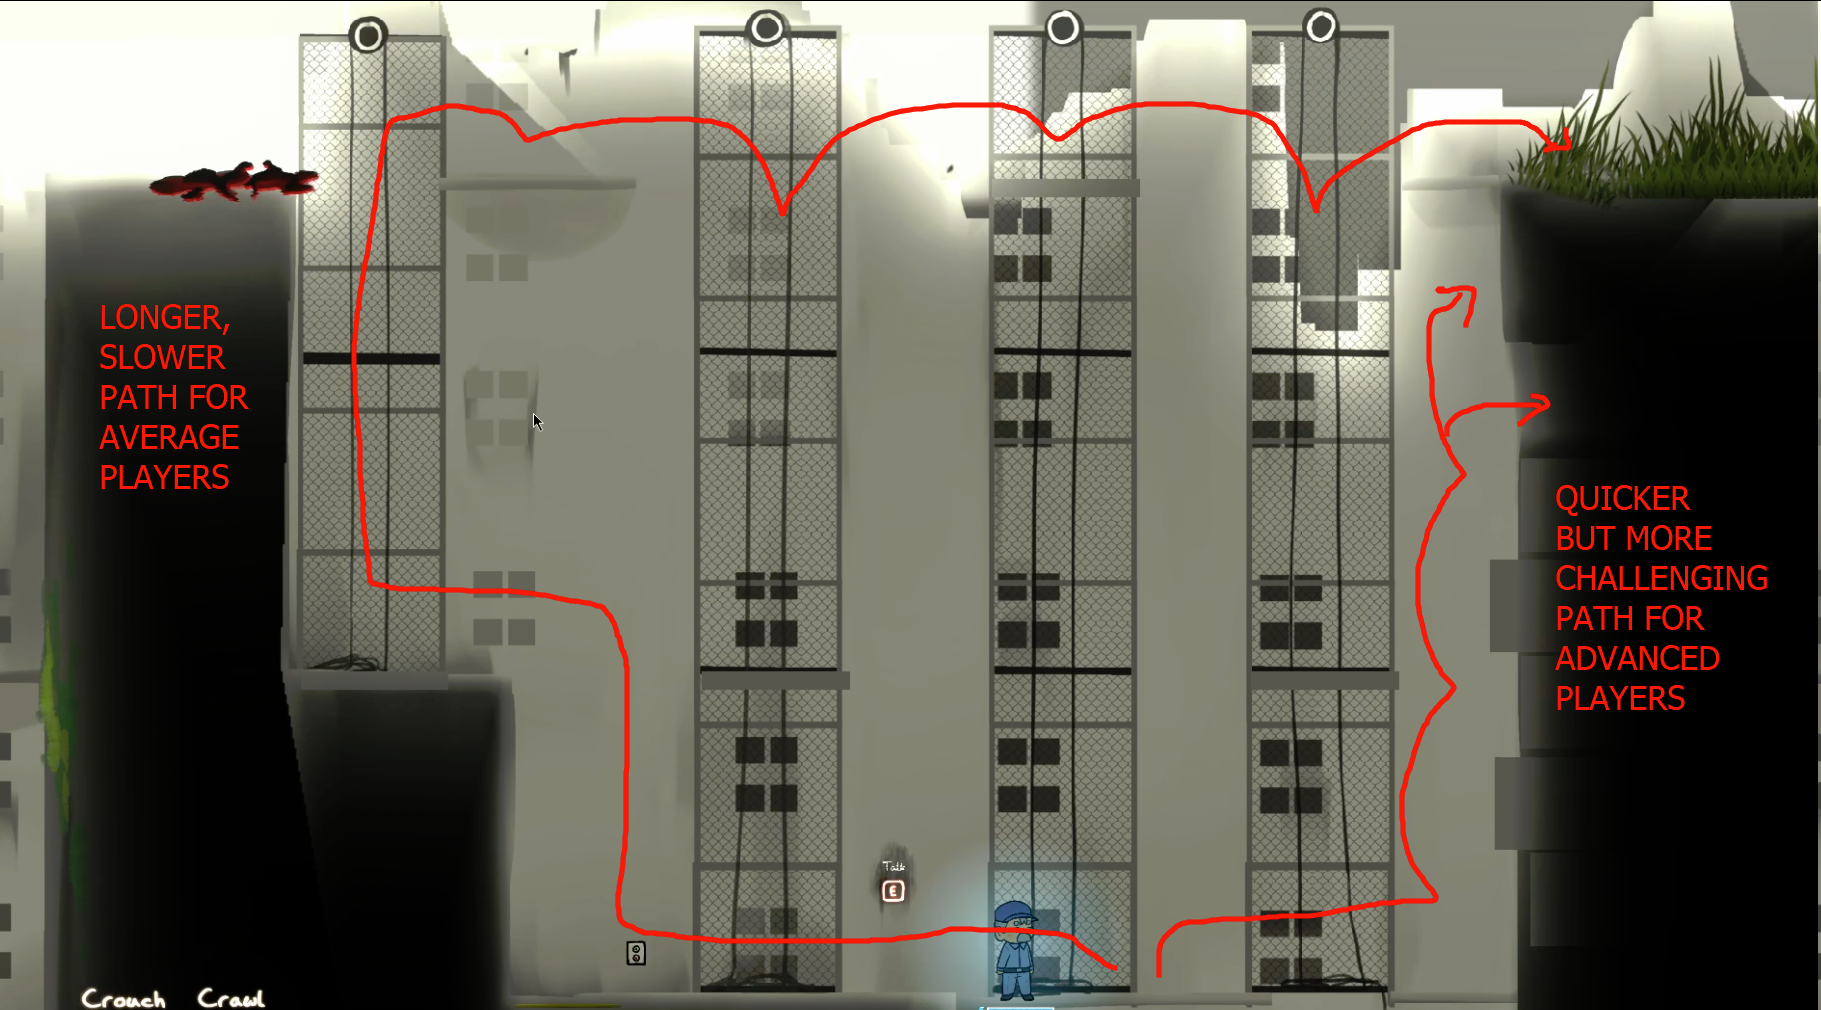 LONGER,
SLOWER
PATH FOR
AVERAGE
PLAYERS
QUICKER
BUT MORE
CHALLENGING
PATH FOR
ADVANCED
PLAYERS
Talk
E
Crouch Crawl